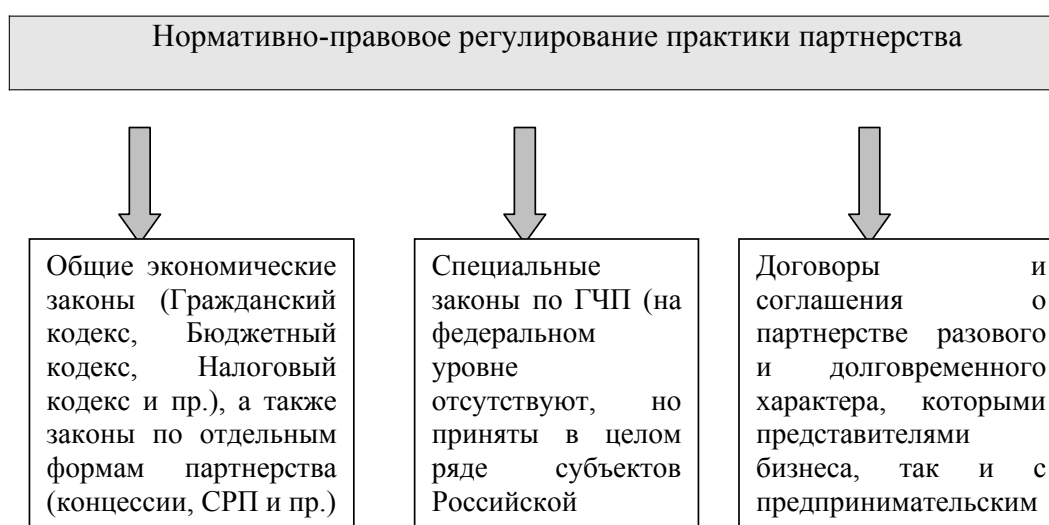 Нормативно-правовое регулирование практики партнерства
Общие экономические
законы (Гражданский
кодекс, Бюджетный
кодекс, Налоговый
кодекс и пр.), а также
законы по отдельным
формам партнерства
(концессии, СРП и пр.)
Специальные
законы по ГЧП (на
федеральном
уровне
отсутствуют, но
приняты в целом
ряде субъектов
Российской
Договоры и
соглашения о
партнерстве разового
и долговременного
характера, которыми
представителями
бизнеса, так и с
предпринимательским